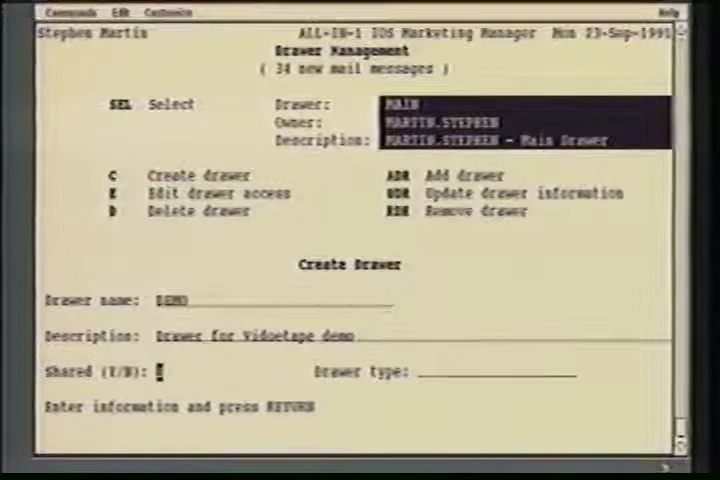 Commands Edit Customize Help
Stephen Martin ALL-IN-1 IOS Marketing Manager Mon 23-Sep-1991
Drawer Management
( 34 new mail messages )
SEL Select Drawer: MAIN
Owner: MARTIN.STEPHEN
Description: MARTIN.STEPHEN - Main Drawer
C Create drawer ADR Add drawer
E Edit drawer access UDR Update drawer information
D Delete drawer RDR Remove drawer
Create Drawer
Drawer name: DEMO
Description: Drawer for Vidoetape demo
Shared (Y/N): Drawer type:
Enter information and press RETURN